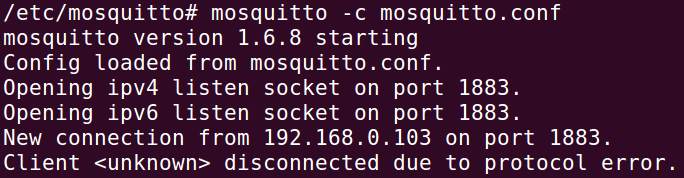 /etc/mosquitto# mosquitto -c mosquitto.conf
mosquitto version 1.6.8 starting
Config loaded from mosquitto.conf.
Opening ipv4 listen socket on port 1883.
Opening ipv6 listen socket on port 1883.
New connection from 192.168.0.103 on port 1883.
Client <unknown> disconnected due to protocol error.